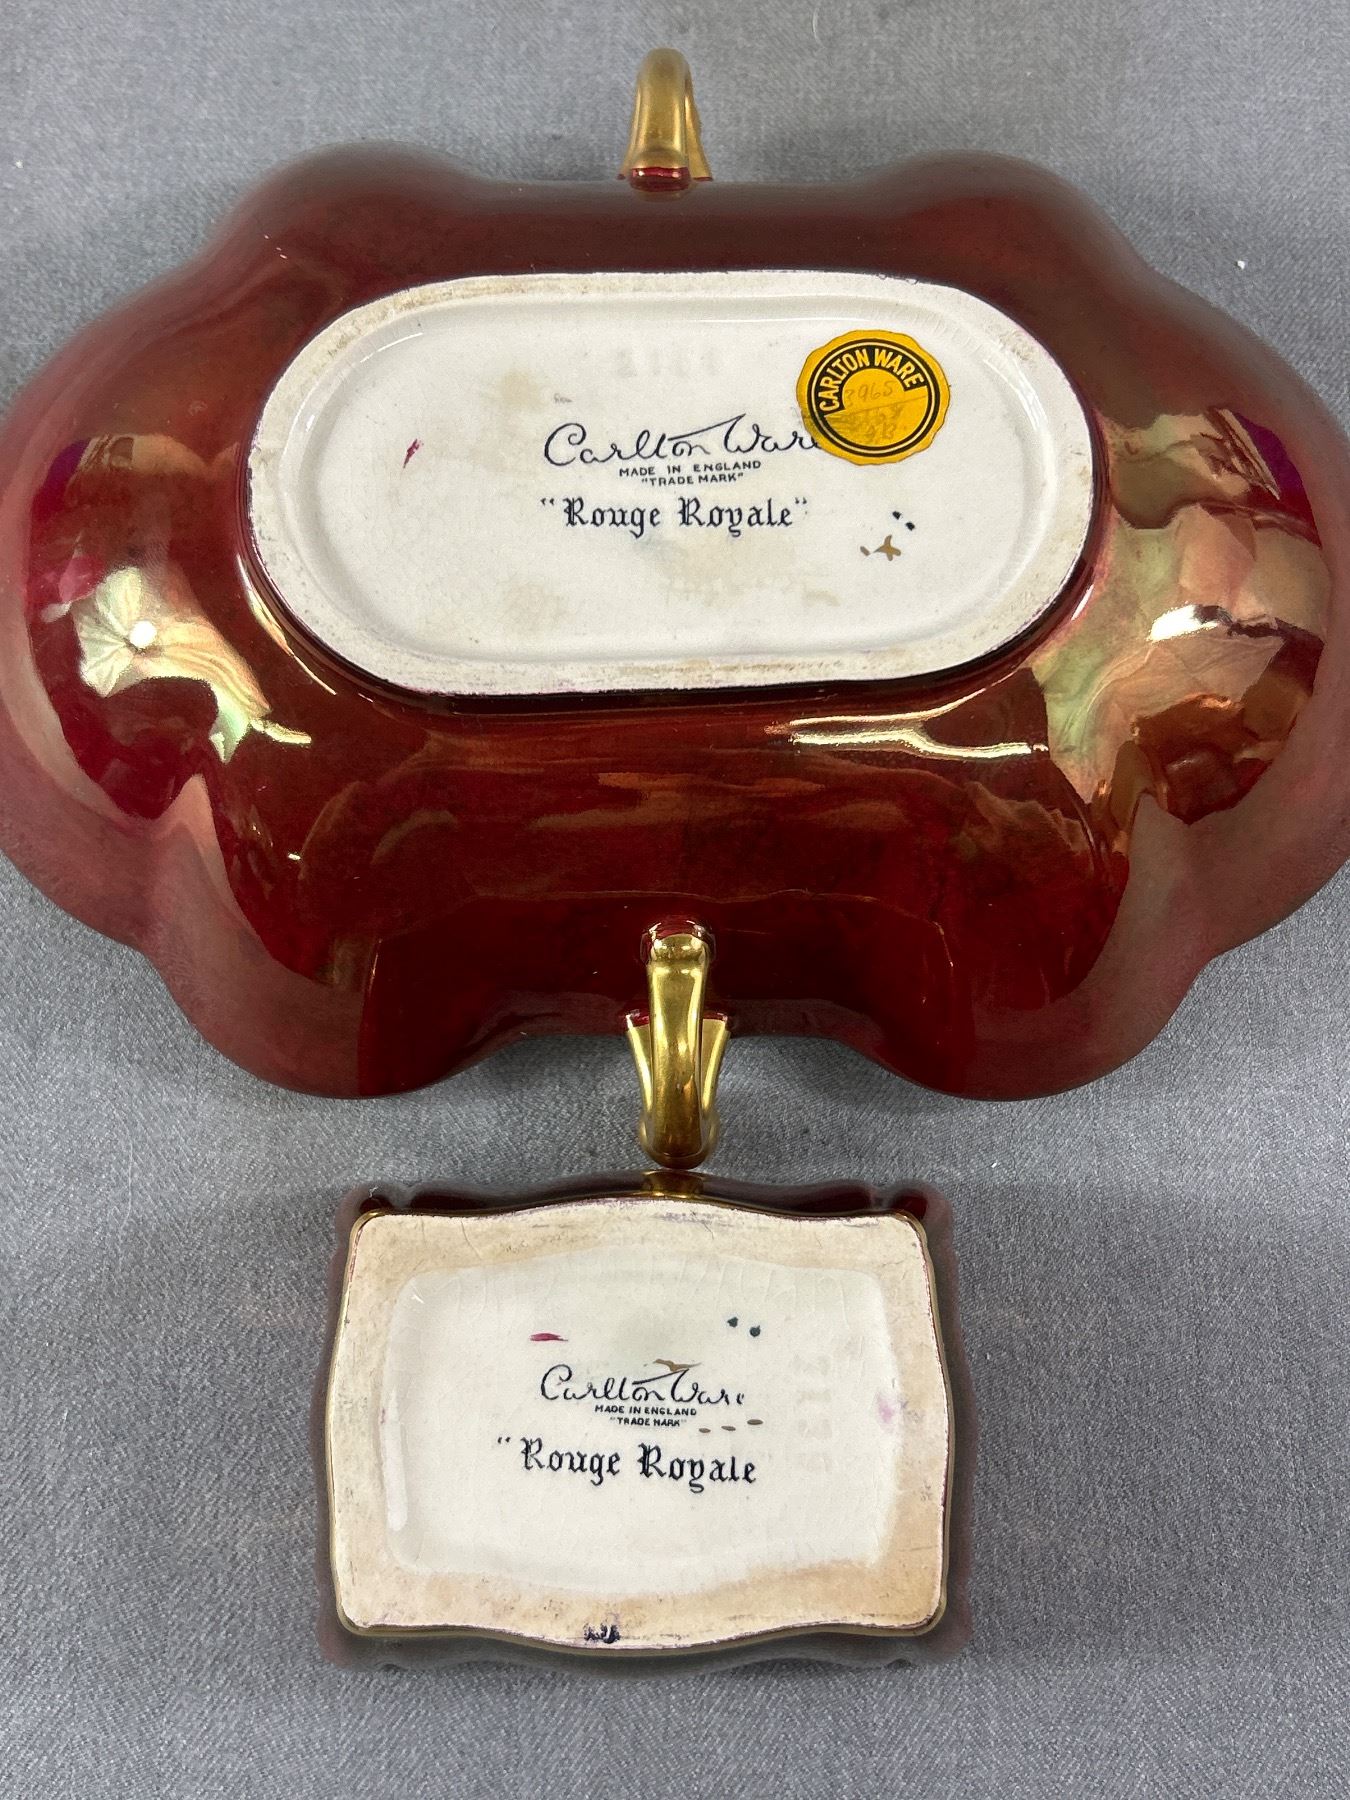 CARLTON WARE
3965
Carlton Ware
MADE IN ENGLAND
"TRADE MARK"
"Rouge Royale"
Carlton Ware
MADE IN ENGLAND
"TRADE MARK"
"Rouge Royale